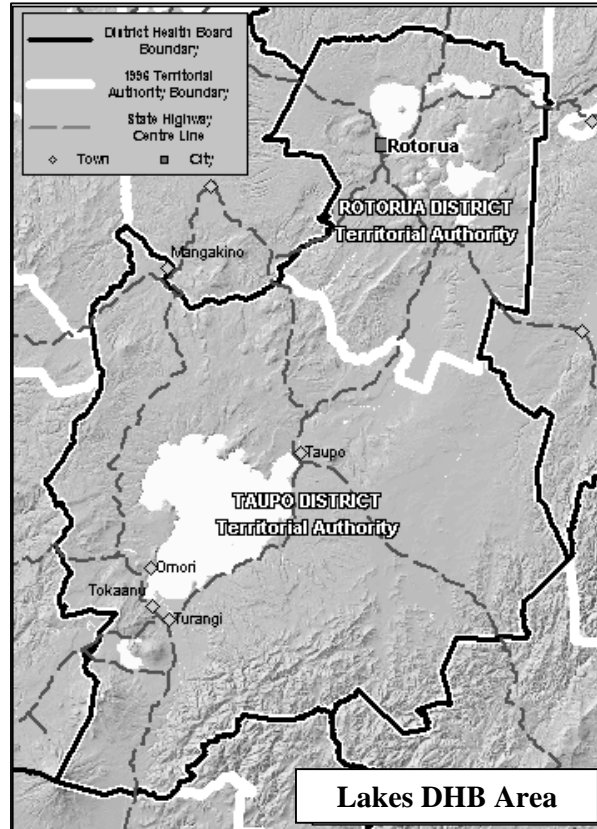 District Health Board
Boundary
1996 Territorial
Authority Boundary
State Highway
Centre Line
Town
City
Rotorua
ROTORUA DISTRICT
Territorial Authority
Mangakino
Taupo
TAUPO DISTRICT
Territorial Authority
Omori
Tokaanu
Turangi
Lakes DHB Area